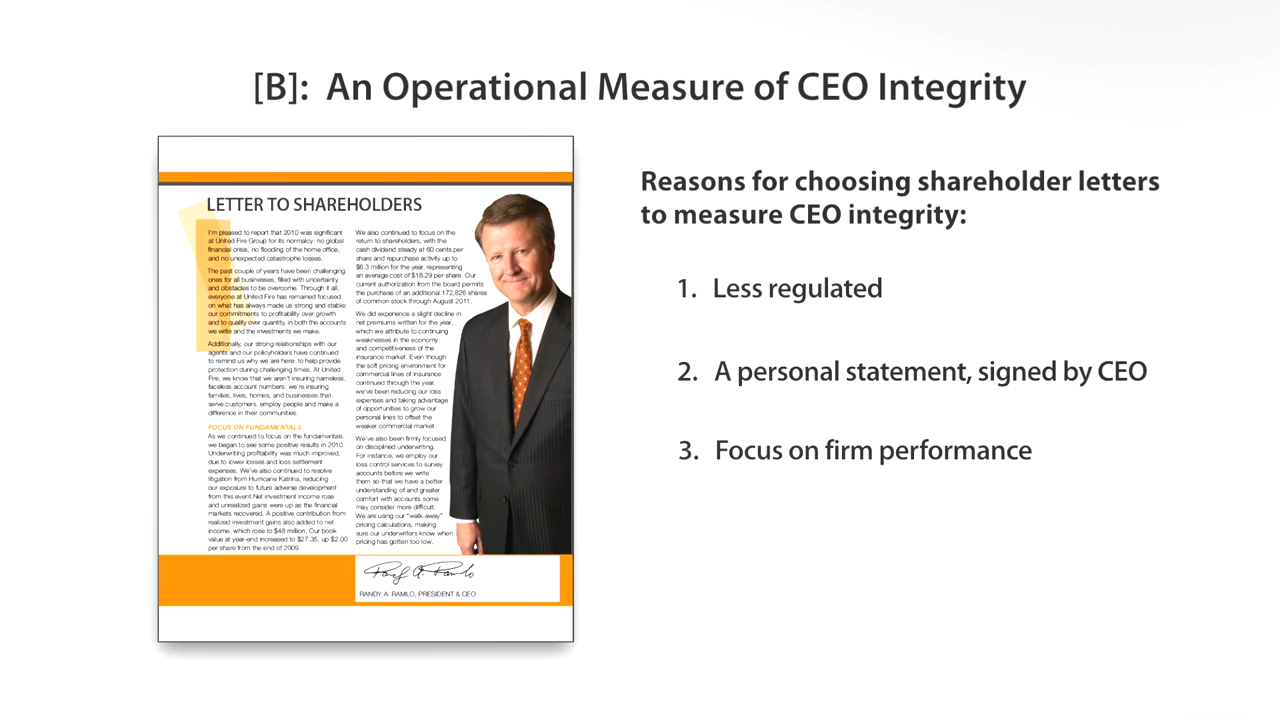 [B]: An Operational Measure of CEO Integrity
LETTER TO SHAREHOLDERS
I'm pleased to report that 2010 was significant
at United Fire Group for its normalcy: no global
financial crisis, no flooding of the home office,
and no unexpected catastrophe losses.
The past couple of years have been challenging
ones for all businesses, filled with uncertainty
and obstacles to be overcome. Through it all,
everyone at United Fire has remained focused
on what has always made us strong and stable:
our commitments to profitability over growth
and to quality over quantity, in both the accounts
we write and the investments we make.
Additionally, our strong relationships with our
agents and our policyholders have continued
to remind us why we are here: to help provide
protection during challenging times. At United
Fire, we know that we aren't insuring nameless,
faceless account numbers: we're insuring
families, lives, homes, and businesses that
serve customers, employ people and make a
difference in their communities.
FOCUS ON FUNDAMENTALS
As we continued to focus on the fundamentals,
we began to see some positive results in 2010.
Underwriting profitability was much improved,
due to lower losses and loss settlement
expenses. We've also continued to resolve
litigation from Hurricane Katrina, reducing
our exposure to future adverse development
from this event. Net investment income rose
and unrealized gains were up as the financial
markets recovered. A positive contribution from
realized investment gains also added to net
income, which rose to $48 million. Our book
value at year-end increased to $27.35, up $2.00
per share from the end of 2009.
We also continued to focus on the
return to shareholders, with the
cash dividend steady at 60 cents per
share and repurchase activity up to
$6.3 million for the year, representing
an average cost of $18.29 per share. Our
current authorization from the board permits
the purchase of an additional 172,826 shares
of common stock through August 2011.
We did experience a slight decline in
net premiums written for the year,
which we attribute to continuing
weaknesses in the economy
and competitiveness of the
insurance market. Even though
the soft pricing environment for
commercial lines of insurance
continued through the year,
we've been reducing our loss
expenses and taking advantage
of opportunities to grow our
personal lines to offset the
weaker commercial market.
We've also been firmly focused
on disciplined underwriting.
For instance, we employ our
loss control services to survey
accounts before we write
them so that we have a better
understanding of and greater
comfort with accounts some
may consider more difficult.
We are using our "walk-away"
pricing calculations, making
sure our underwriters know when
pricing has gotten too low.
Randy A. Ramlo
RANDY A. RAMLO, PRESIDENT & CEO
Reasons for choosing shareholder letters
to measure CEO integrity:
1. Less regulated
2. A personal statement, signed by CEO
3. Focus on firm performance